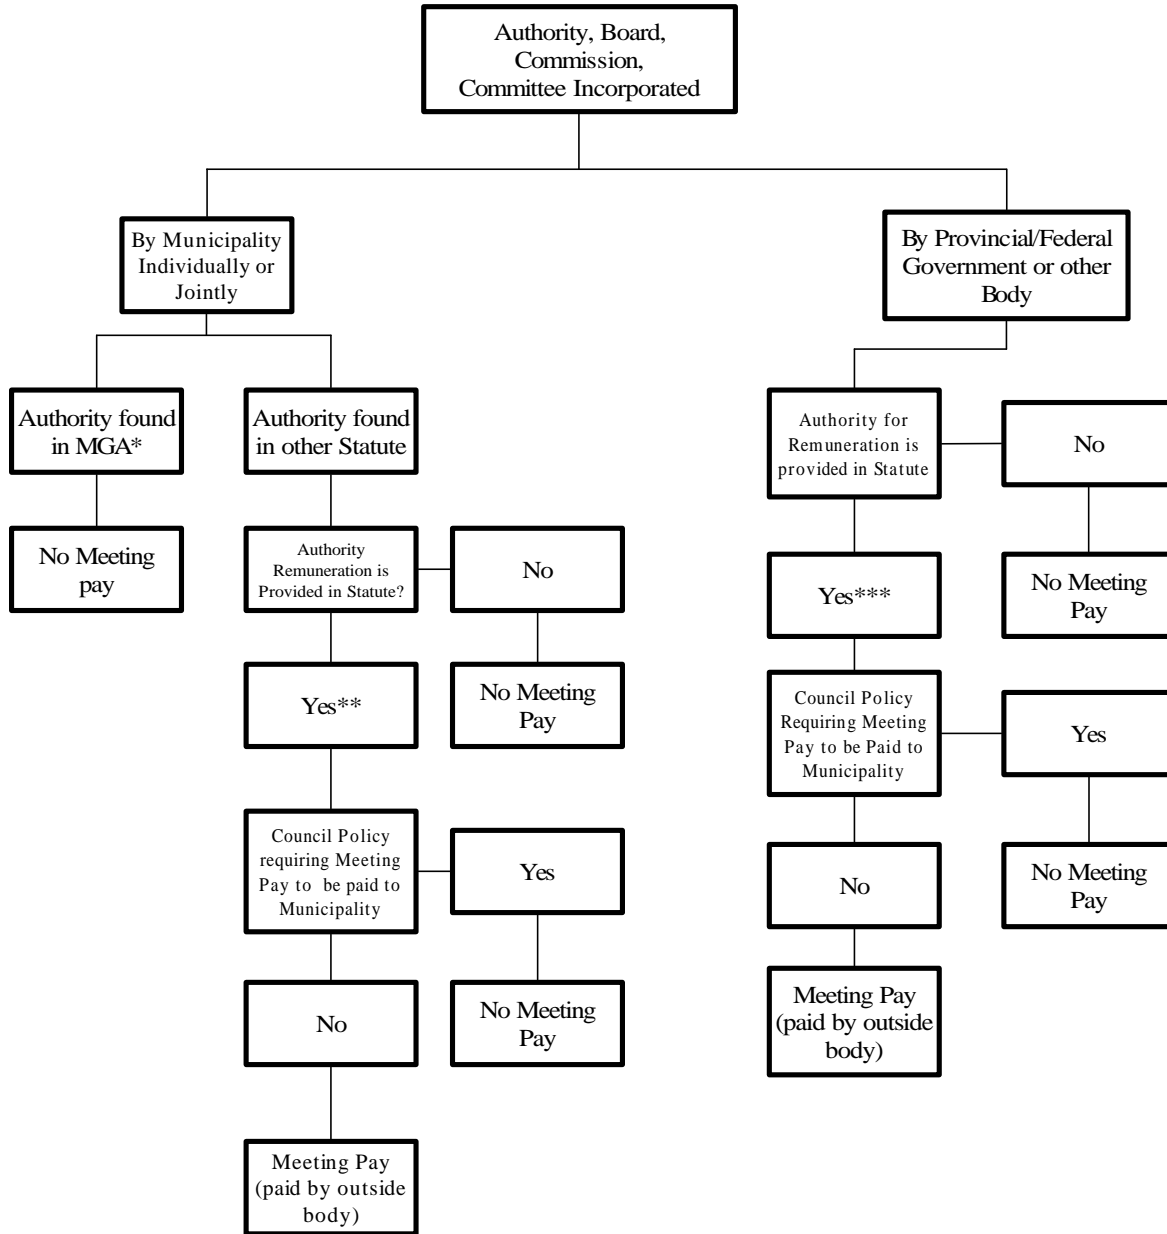 Authority, Board,
Commission,
Committee Incorporated
By Municipality
Individually or
Jointly
By Provincial/Federal
Government or other
Body
Authority found
in MGA*
Authority found
in other Statute
Authority for
Remuneration is
provided in Statute
No
No Meeting
pay
Authority
Remuneration is
Provided in Statute?
No
Yes***
No Meeting
Pay
Yes**
No Meeting
Pay
Council Policy
Requiring Meeting
Pay to be Paid to
Municipality
Yes
Council Policy
requiring Meeting
Pay to be paid to
Municipality
Yes
No
No Meeting
Pay
No
No Meeting
Pay
Meeting Pay
(paid by outside
body)
Meeting Pay
(paid by outside
body)